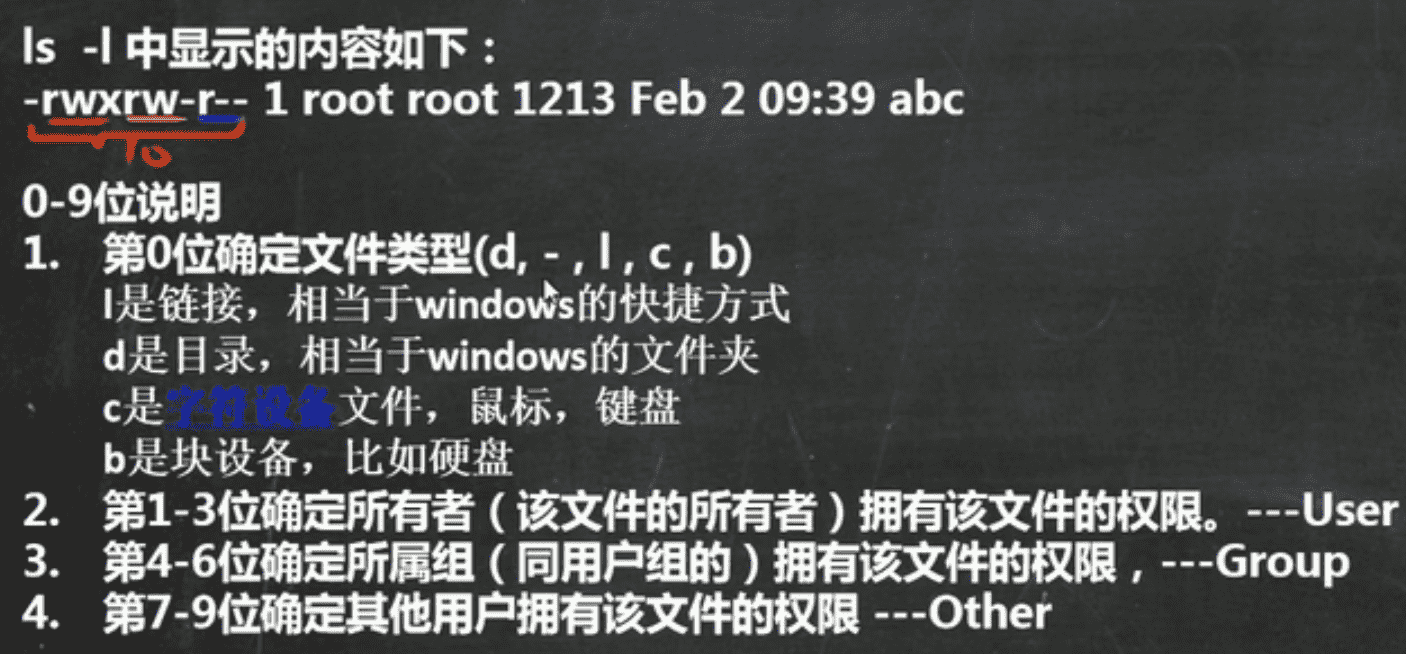 ls -l 中显示的内容如下：
-rwxrw-r-- 1 root root 1213 Feb 2 09:39 abc
10
0-9位说明
1. 第0位确定文件类型(d, - , l , c , b)
l是链接，相当于windows的快捷方式
d是目录，相当于windows的文件夹
c是字符设备文件，鼠标，键盘
b是块设备，比如硬盘
2. 第1-3位确定所有者（该文件的所有者）拥有该文件的权限。---User
3. 第4-6位确定所属组（同用户组的）拥有该文件的权限，---Group
4. 第7-9位确定其他用户拥有该文件的权限 ---Other